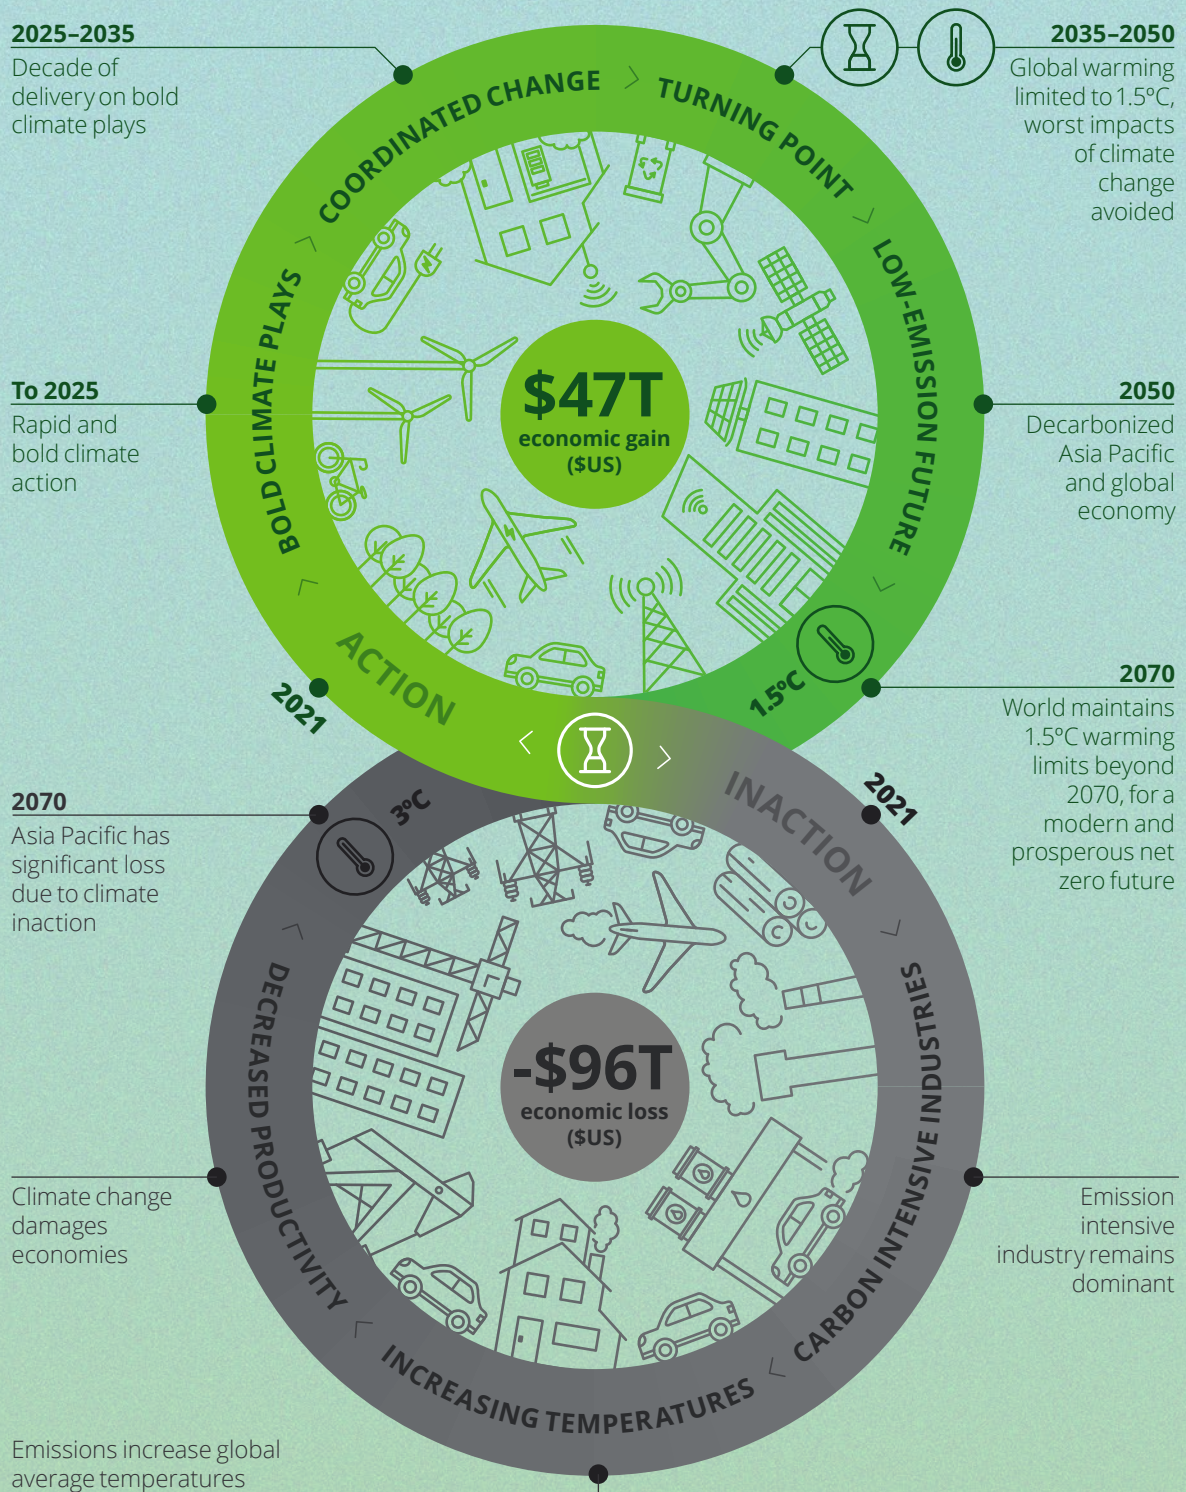 2025–2035
Decade of
delivery on bold
climate plays
2035–2050
Global warming
limited to 1.5ºC,
worst impacts
of climate
change
avoided
COORDINATED CHANGE
TURNING POINT
BOLD CLIMATE PLAYS
LOW-EMISSION FUTURE
To 2025
Rapid and
bold climate
action
$47T
economic gain
($US)
2050
Decarbonized
Asia Pacific
and global
economy
ACTION
2021
1.5ºC
2070
World maintains
1.5ºC warming
limits beyond
2070, for a
modern and
prosperous net
zero future
2070
Asia Pacific has
significant loss
due to climate
inaction
3ºC
INACTION
2021
DECREASED PRODUCTIVITY
CARBON INTENSIVE INDUSTRIES
-$96T
economic loss
($US)
Climate change
damages
economies
Emission
intensive
industry remains
dominant
INCREASING TEMPERATURES
Emissions increase global
average temperatures